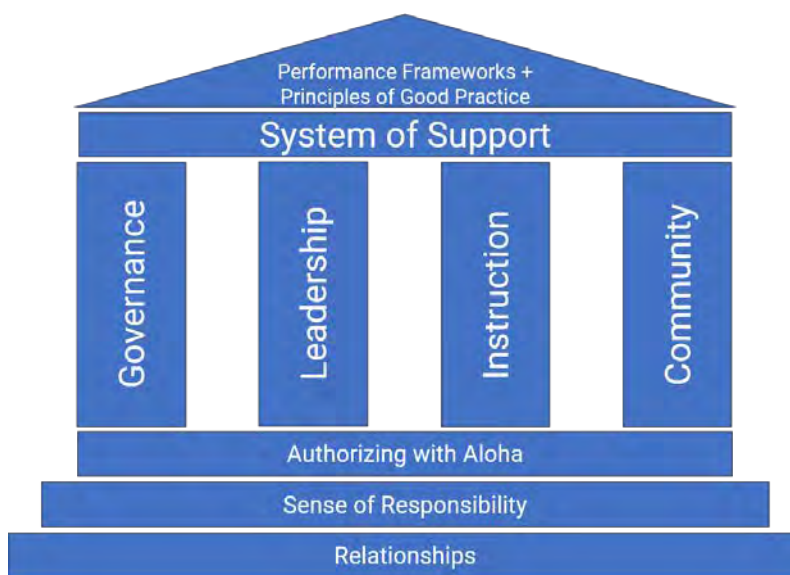 Performance Frameworks +
Principles of Good Practice
System of Support
Governance
Leadership
Instruction
Community
Authorizing with Aloha
Sense of Responsibility
Relationships